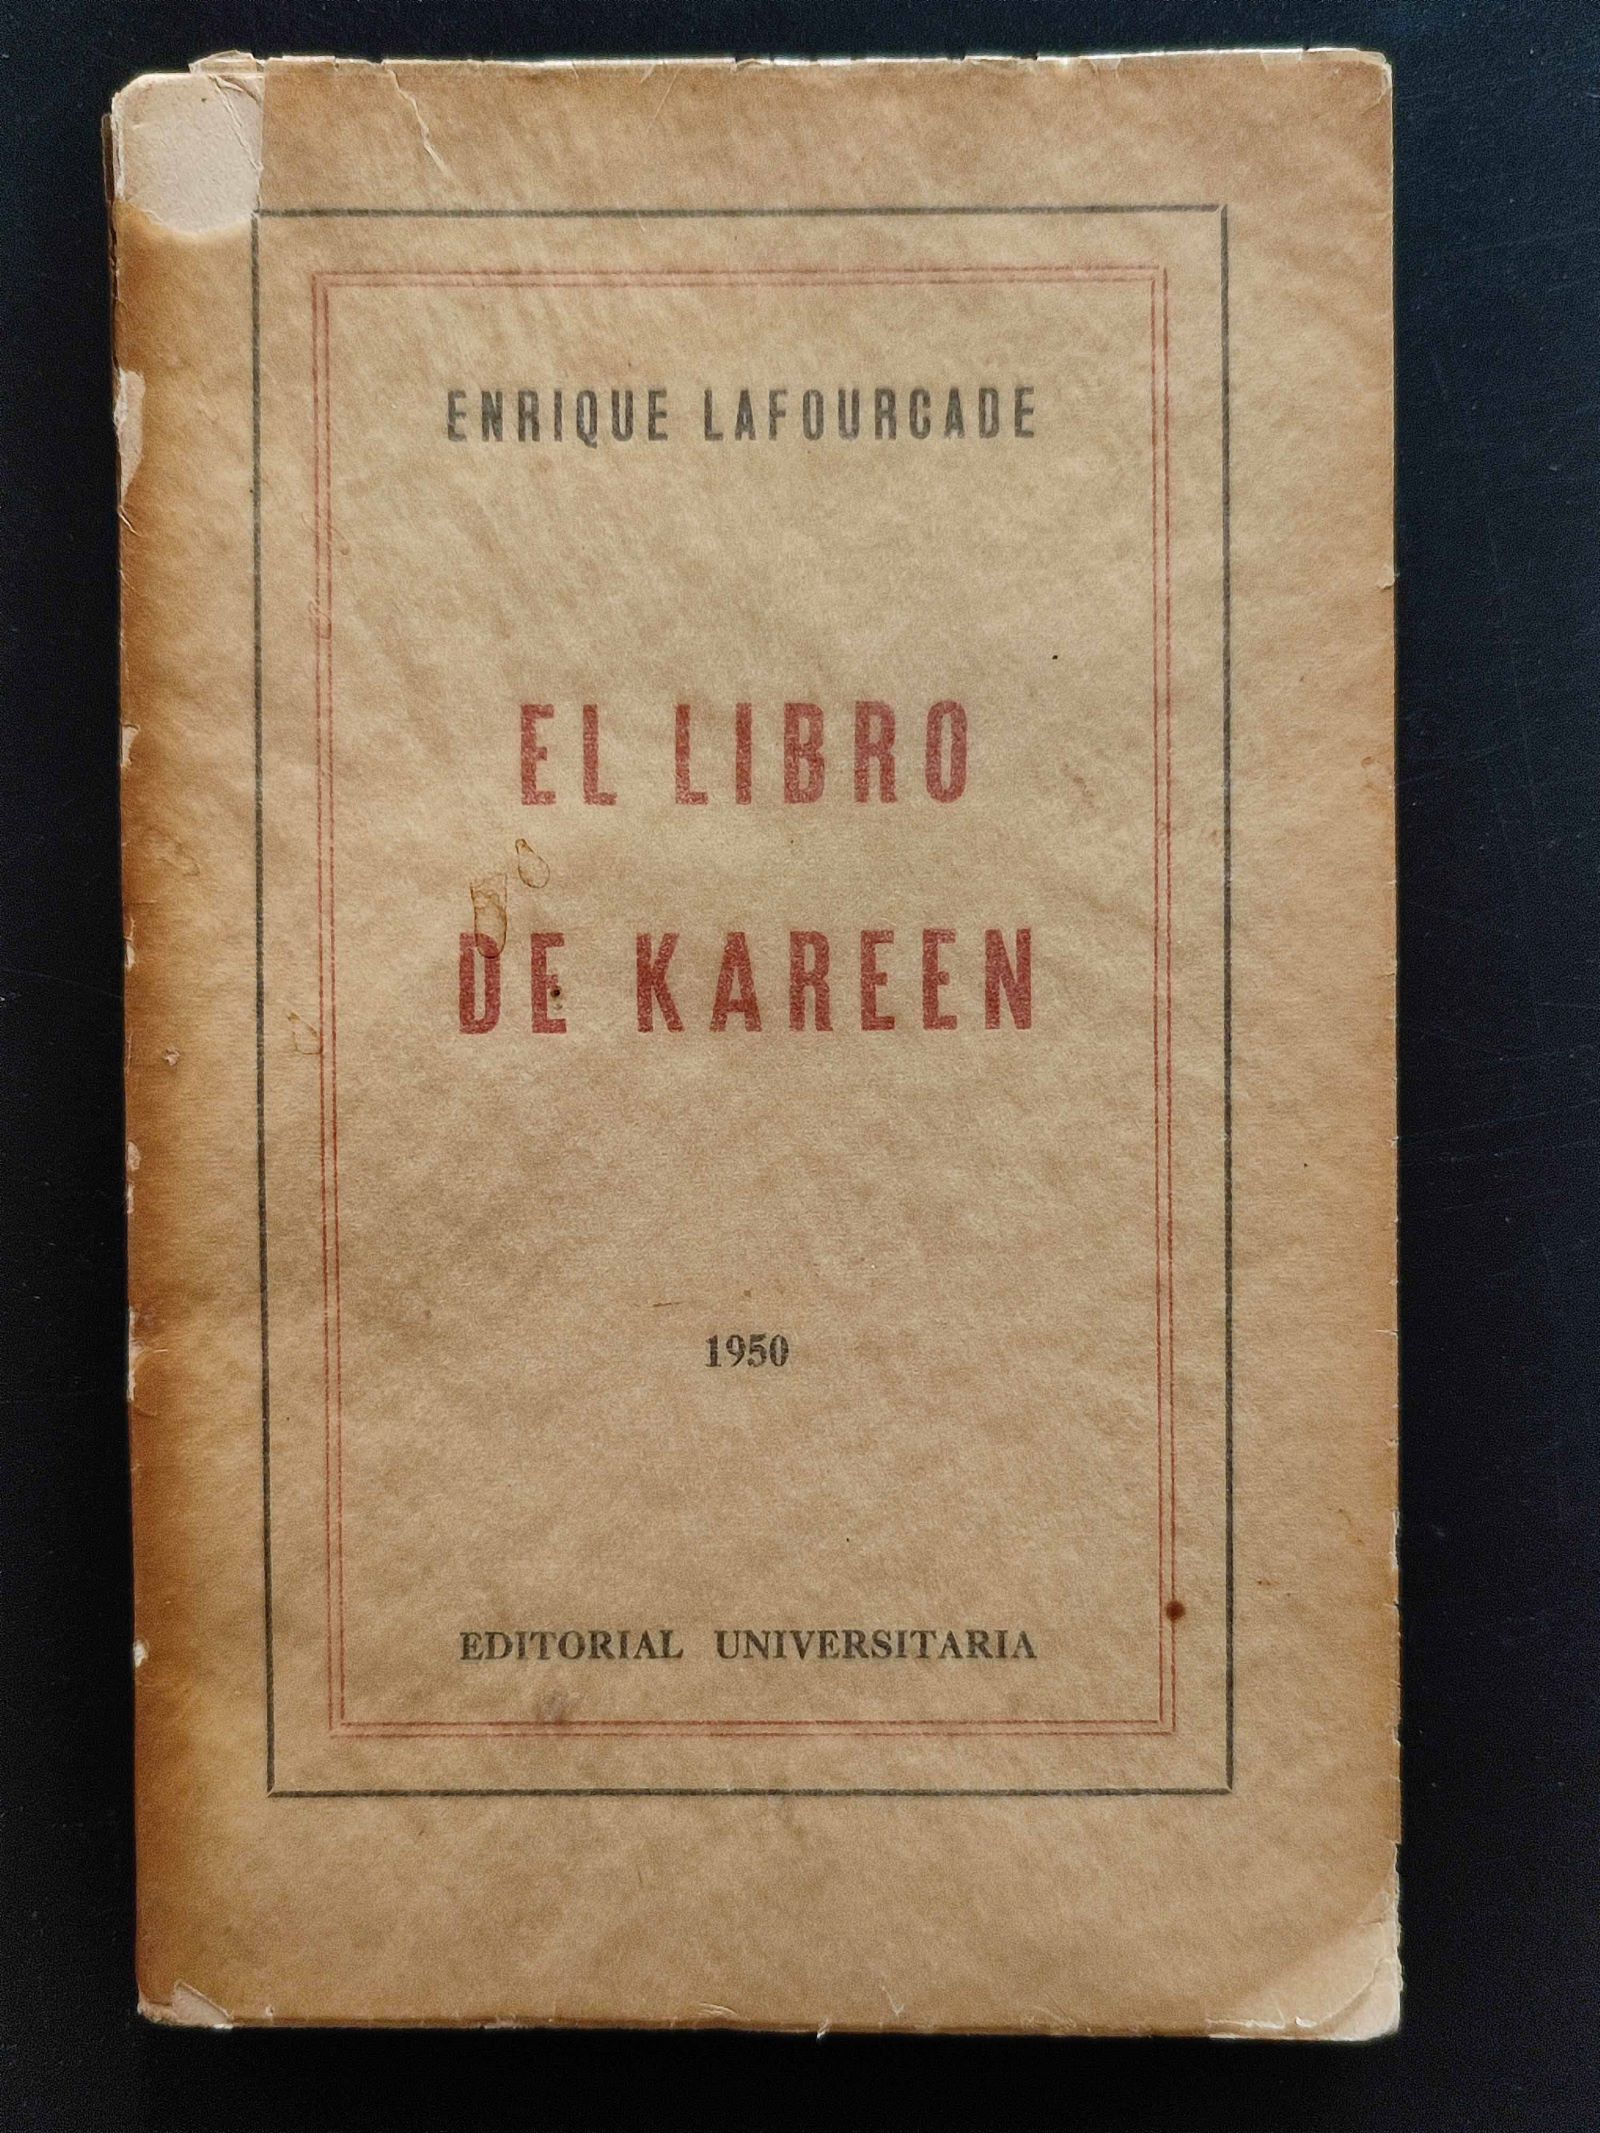 ENRIQUE LAFOURCADE
EL LIBRO
DE KAREEN
1950
EDITORIAL UNIVERSITARIA